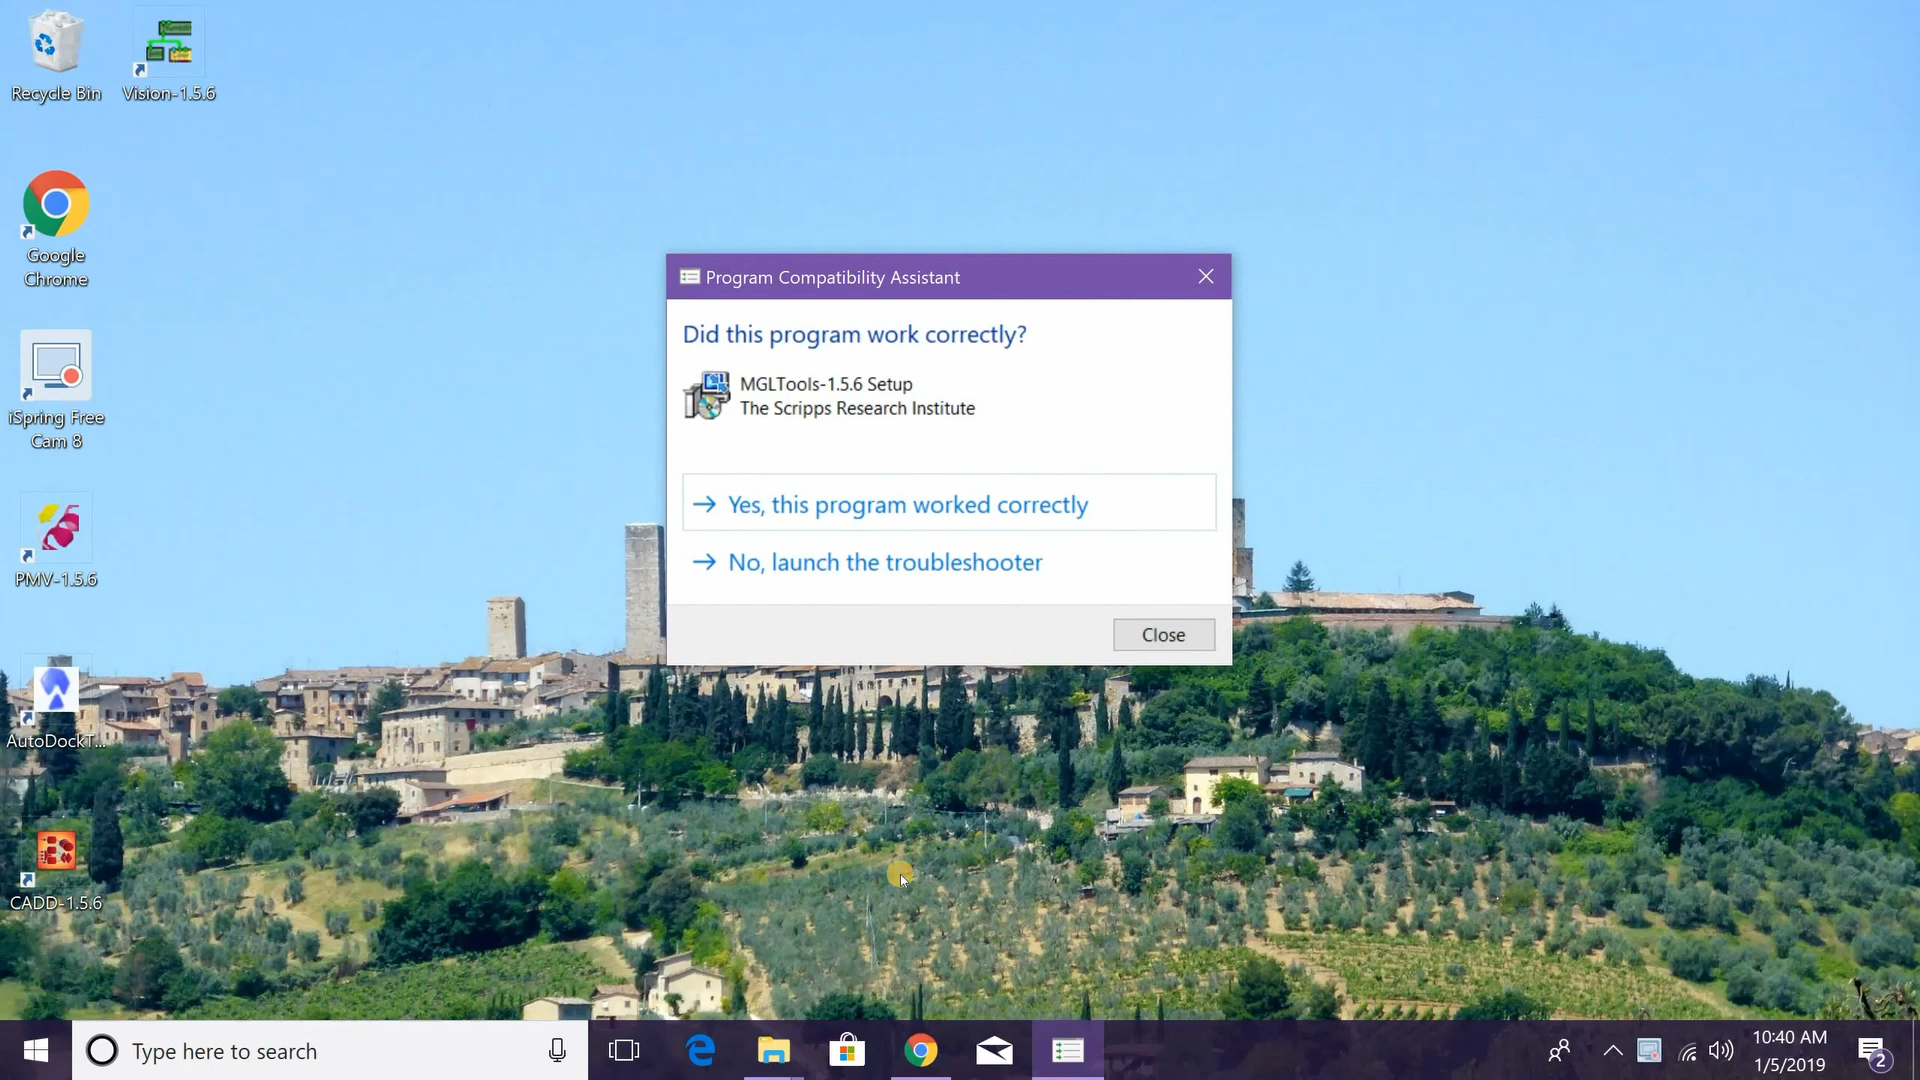 Recycle Bin
Vision-1.5.6
Google
Chrome
iSpring Free
Cam 8
PMV-1.5.6
AutoDockT...
CADD-1.5.6
Program Compatibility Assistant
Did this program work correctly?
MGLTools-1.5.6 Setup
The Scripps Research Institute
Yes, this program worked correctly
No, launch the troubleshooter
Close
Type here to search
10:40 AM
1/5/2019
2